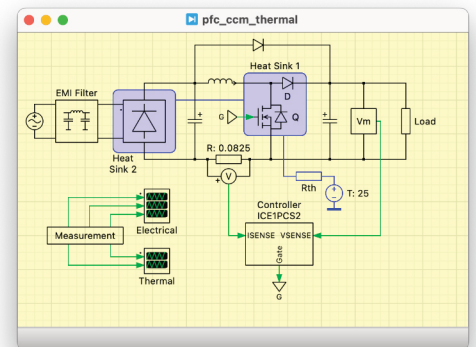 pfc_ccm_thermal
Heat Sink 1
EMI Filter
+
+
D
G
Q
Vm
Load
Heat
Sink 2
R: 0.0825
V
+
Rth
T: 25
Controller
ICE1PCS2
Measurement
Electrical
ISENSE VSENSE
Gate
Thermal
G